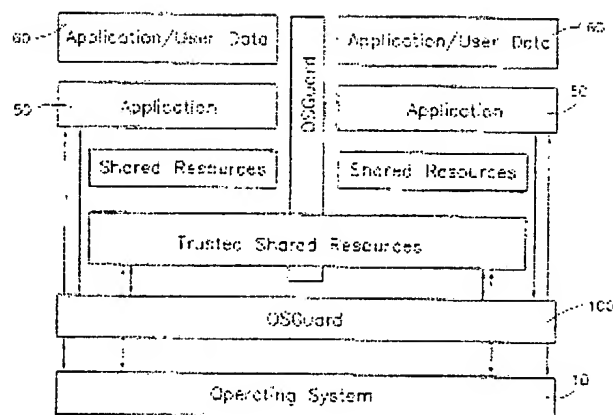 60 Application/User Data Application/User Data 60
50 Application Application 50
OSGuard
Shared Resources Shared Resources
Trusted Shared Resources
OSGuard 100
Operating System 10